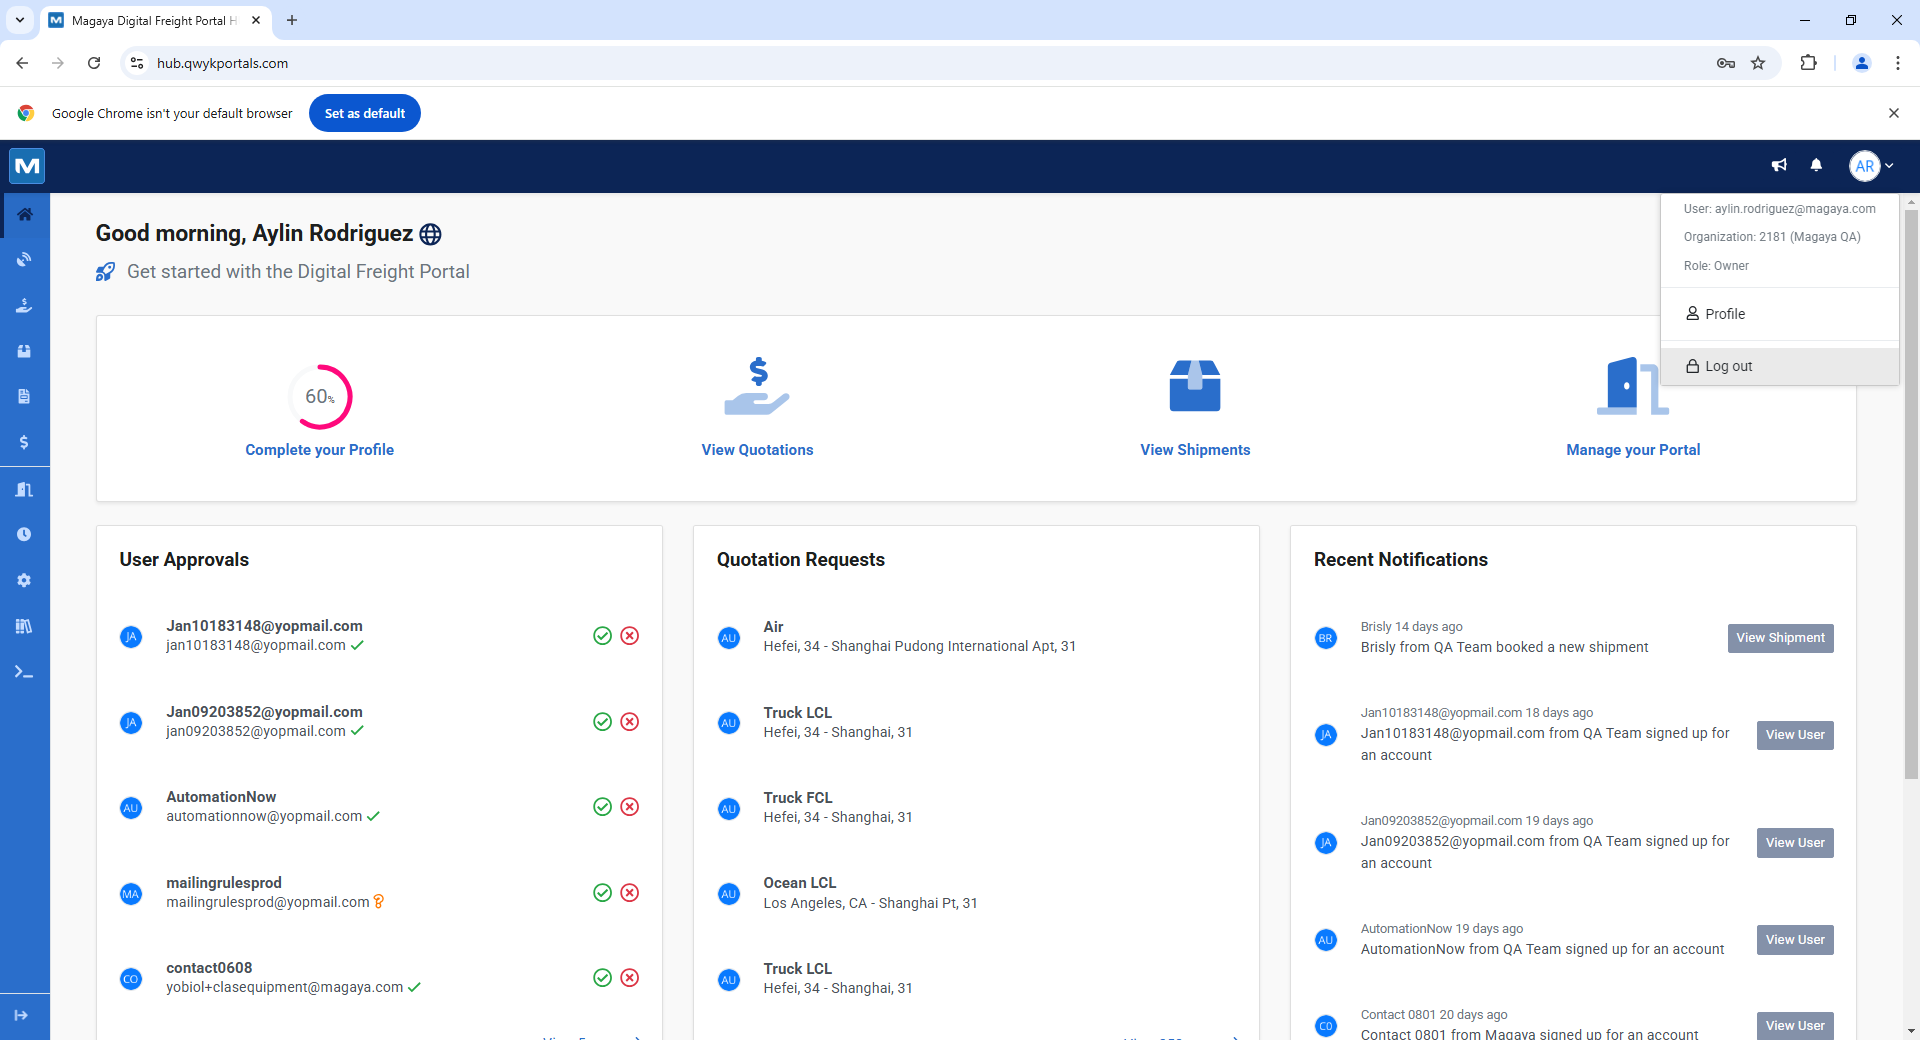 Magaya Digital Freight Portal H
hub.qwykportals.com
Google Chrome isn't your default browser
Set as default
M
AR
User: aylin.rodriguez@magaya.com
Organization: 2181 (Magaya QA)
Role: Owner
Profile
Log out
Good morning, Aylin Rodriguez
Get started with the Digital Freight Portal
60%
Complete your Profile
View Quotations
View Shipments
Manage your Portal
User Approvals
JA
Jan10183148@yopmail.com
jan10183148@yopmail.com
JA
Jan09203852@yopmail.com
jan09203852@yopmail.com
AU
AutomationNow
automationnow@yopmail.com
MA
mailingrulesprod
mailingrulesprod@yopmail.com
CO
contact0608
yobiol+clasequipment@magaya.com
Quotation Requests
AU
Air
Hefei, 34 - Shanghai Pudong International Apt, 31
AU
Truck LCL
Hefei, 34 - Shanghai, 31
AU
Truck FCL
Hefei, 34 - Shanghai, 31
AU
Ocean LCL
Los Angeles, CA - Shanghai Pt, 31
AU
Truck LCL
Hefei, 34 - Shanghai, 31
Recent Notifications
BR
Brisly 14 days ago
Brisly from QA Team booked a new shipment
View Shipment
JA
Jan10183148@yopmail.com 18 days ago
Jan10183148@yopmail.com from QA Team signed up for
an account
View User
JA
Jan09203852@yopmail.com 19 days ago
Jan09203852@yopmail.com from QA Team signed up for
an account
View User
AU
AutomationNow 19 days ago
AutomationNow from QA Team signed up for an account
View User
C0
Contact 0801 20 days ago
Contact 0801 from Magaya signed up for an account
View User